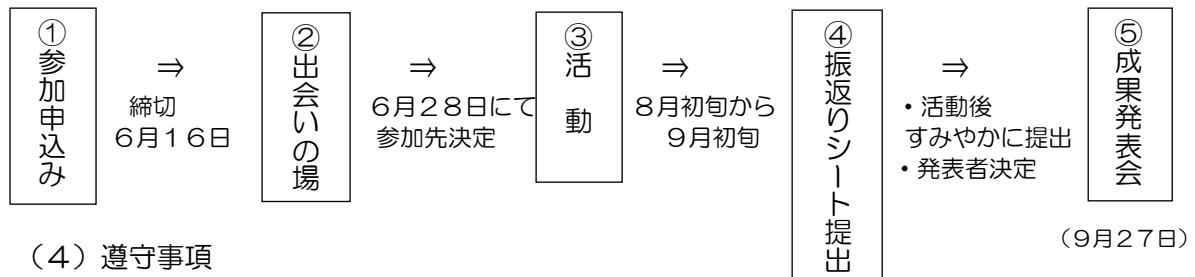 ①参加申込み
⇒
締切
6月16日
②出会いの場
⇒
6月28日にて
参加先決定
③活 動
⇒
8月初旬から
9月初旬
④振返りシート提出
⇒
・活動後
すみやかに提出
・発表者決定
⑤成果発表会
（9月27日）
（4）遵守事項